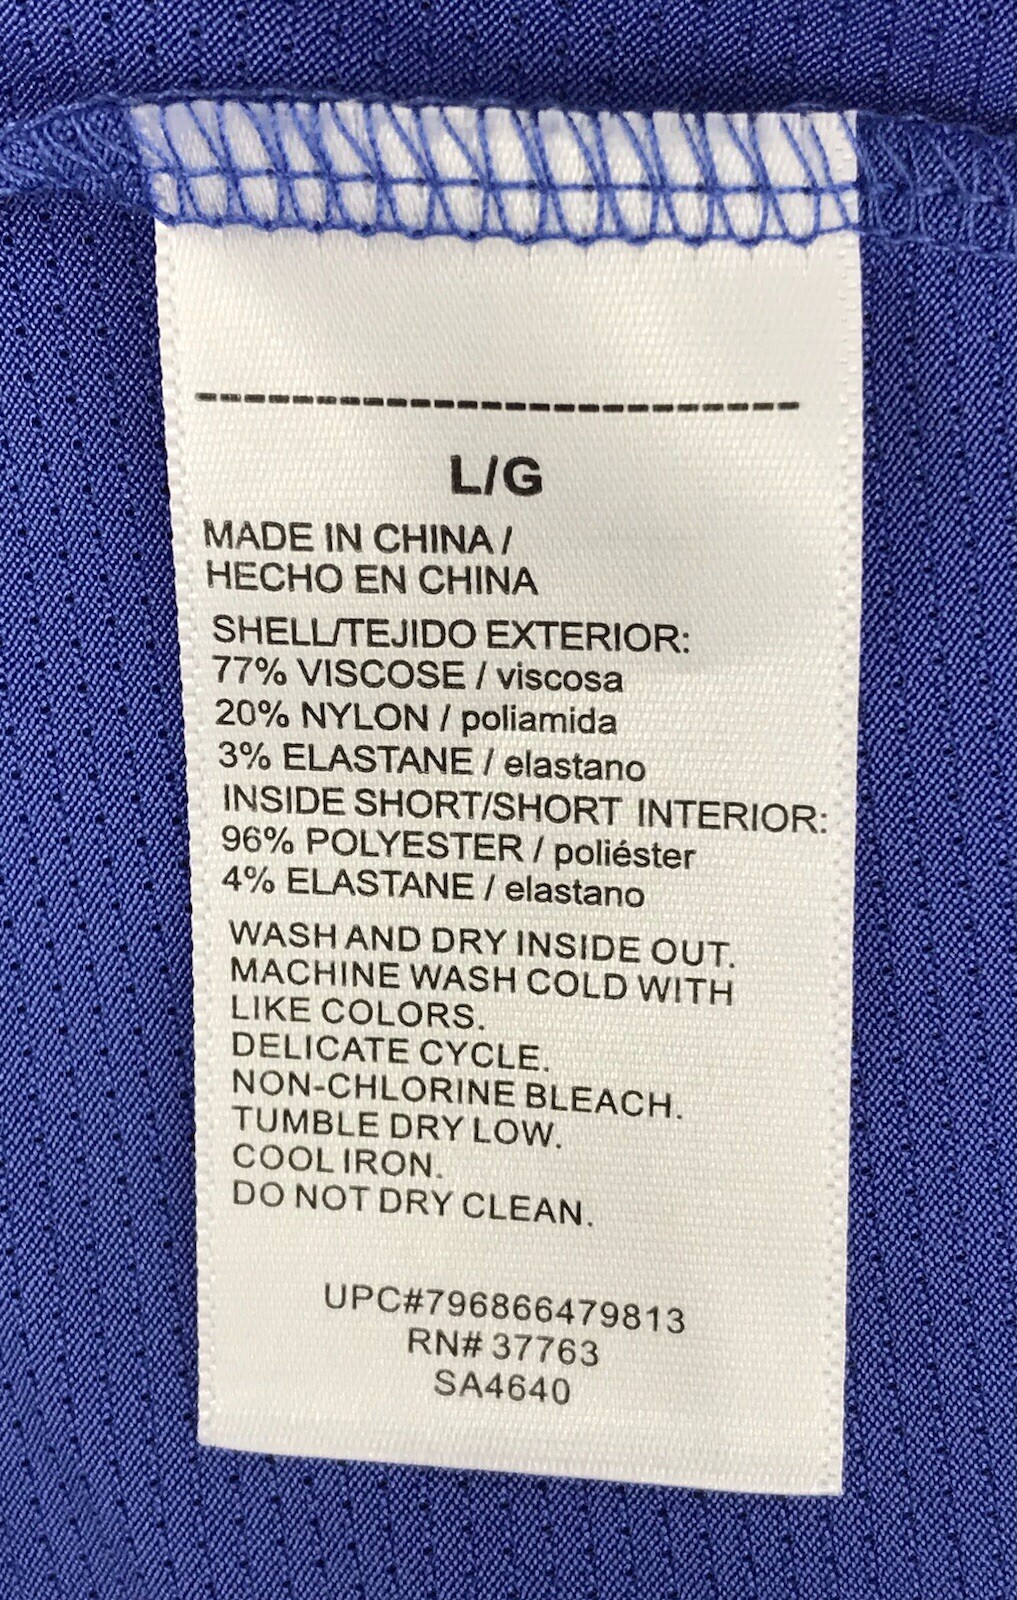 L/G
MADE IN CHINA /
HECHO EN CHINA
SHELL/TEJIDO EXTERIOR:
77% VISCOSE / viscosa
20% NYLON / poliamida
3% ELASTANE / elastano
INSIDE SHORT/SHORT INTERIOR:
96% POLYESTER / poliéster
4% ELASTANE / elastano
WASH AND DRY INSIDE OUT.
MACHINE WASH COLD WITH
LIKE COLORS.
DELICATE CYCLE.
NON-CHLORINE BLEACH.
TUMBLE DRY LOW.
COOL IRON.
DO NOT DRY CLEAN.
UPC#796866479813
RN# 37763
SA4640